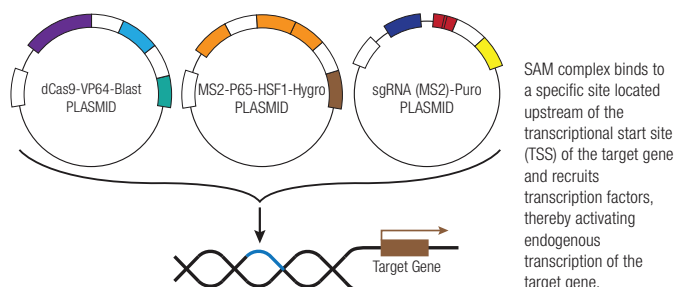 dCas9-VP64-Blast
PLASMID
MS2-P65-HSF1-Hygro
PLASMID
sgRNA (MS2)-Puro
PLASMID
SAM complex binds to
a specific site located
upstream of the
transcriptional start site
(TSS) of the target gene
and recruits
transcription factors,
thereby activating
endogenous
transcription of the
target gene.
Target Gene